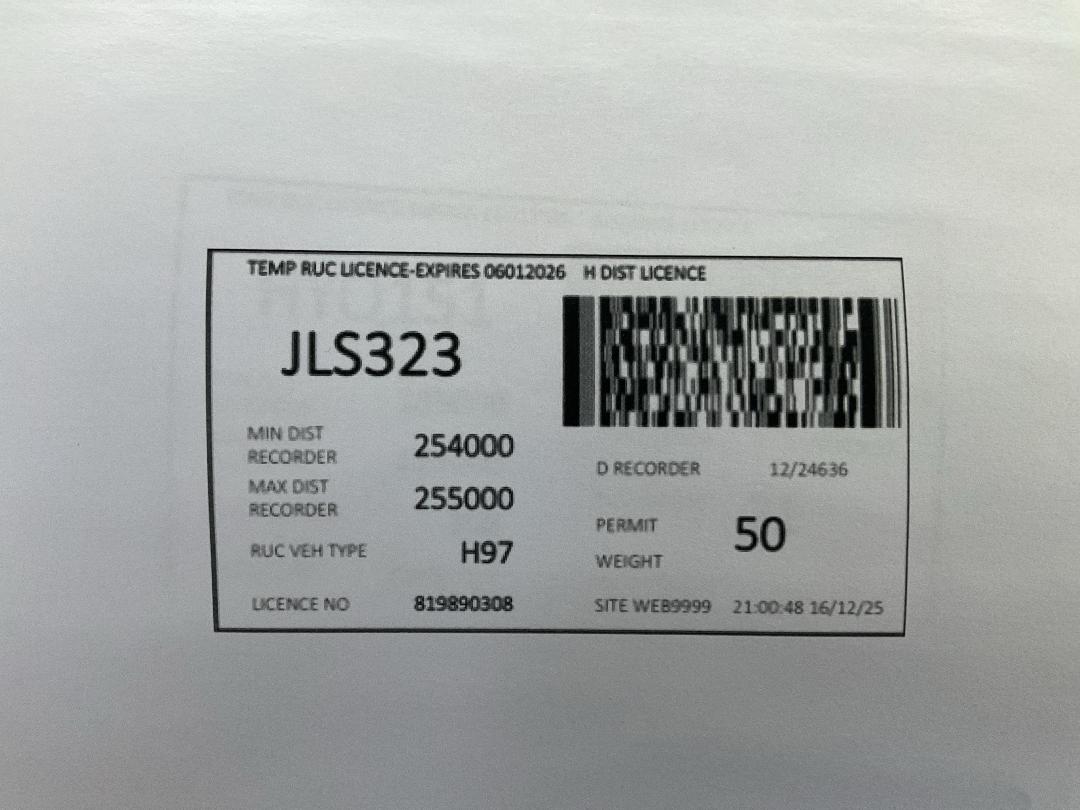 TEMP RUC LICENCE-EXPIRES 06012026 H DIST LICENCE
JLS323
MIN DIST
RECORDER 254000
MAX DIST
RECORDER 255000
RUC VEH TYPE H97
LICENCE NO 819890308
D RECORDER 12/24636
PERMIT
WEIGHT 50
SITE WEB9999 21:00:48 16/12/25